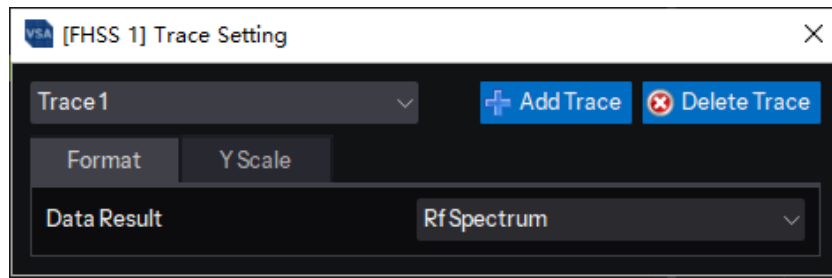 VSA [FHSS 1] Trace Setting
Trace 1 Add Trace Delete Trace
Format Y Scale
Data Result Rf Spectrum